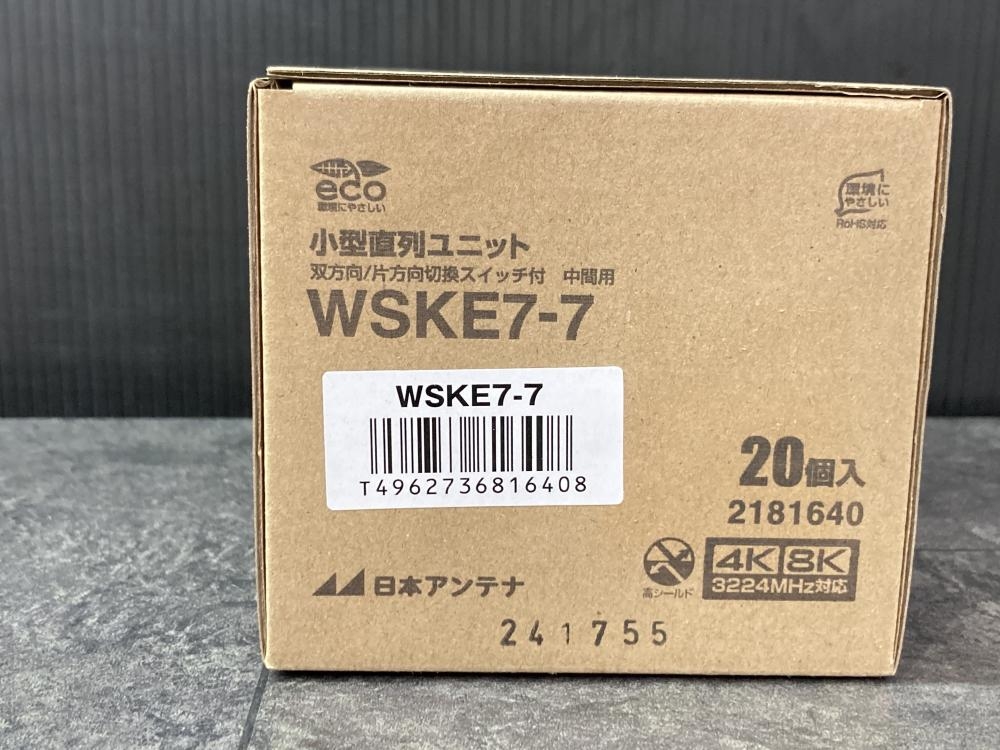 eco
環境にやさしい
環境に
やさしい
RoHS対応
小型直列ユニット
双方向/片方向切換スイッチ付 中間用
WSKE7-7
WSKE7-7
T4962736816408
20個入
2181640
高シールド
4K 8K
3224MHz対応
日本アンテナ
241755